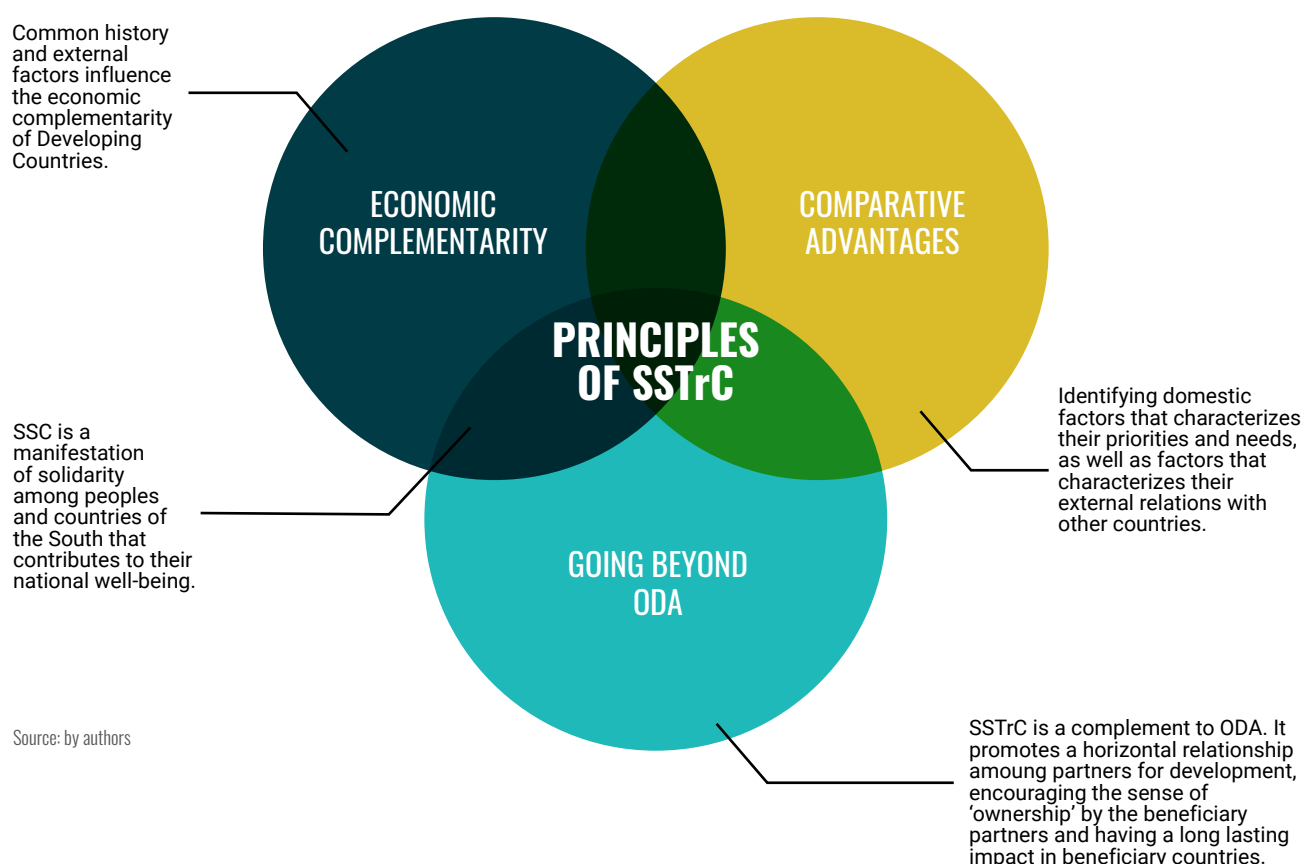 Common history
and external
factors influence
the economic
complementarity
of Developing
Countries.
ECONOMIC
COMPLEMENTARITY
COMPARATIVE
ADVANTAGES
PRINCIPLES
OF SSTrC
SSC is a
manifestation
of solidarity
among peoples
and countries of
the South that
contributes to their
national well-being.
Identifying domestic
factors that characterizes
their priorities and needs,
as well as factors that
characterizes their
external relations with
other countries.
GOING BEYOND
ODA
SSTrC is a complement to ODA. It
promotes a horizontal relationship
amoung partners for development,
encouraging the sense of
‘ownership’ by the beneficiary
partners and having a long lasting
impact in beneficiary countries.
Source: by authors